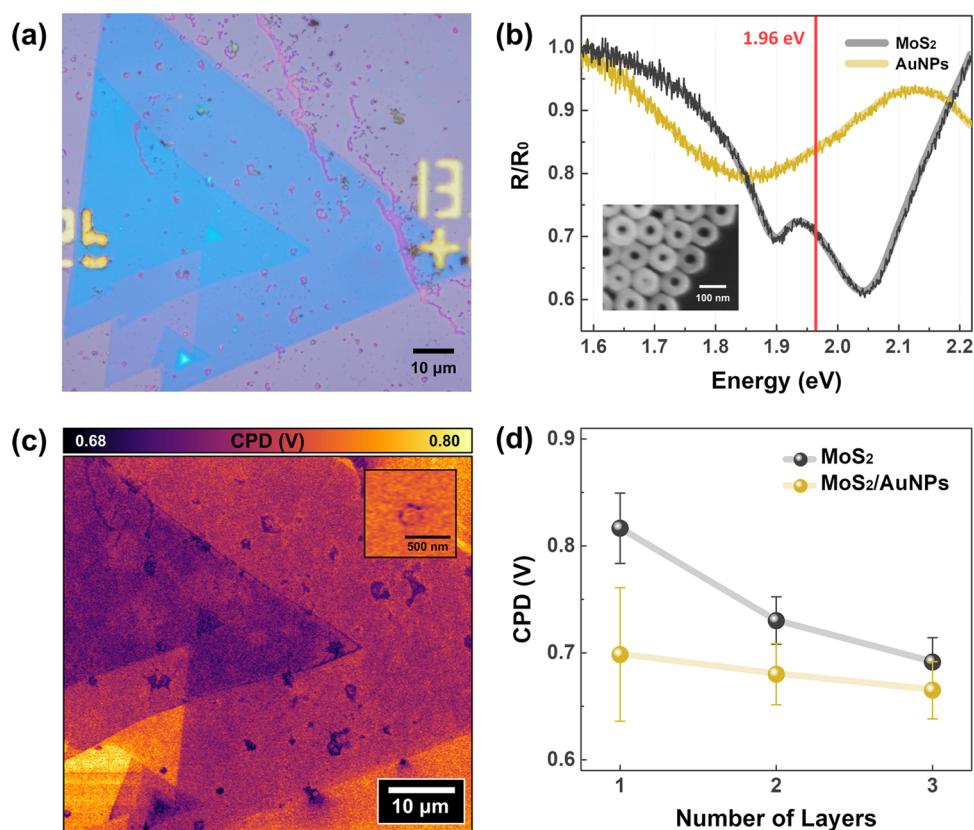 (a)
13
+
10 µm
(b)
1.96 eV
MoS₂
AuNPs
R/R₀
1.0
0.9
0.8
0.7
0.6
100 nm
1.6 1.7 1.8 1.9 2.0 2.1 2.2
Energy (eV)
(c)
0.68 CPD (V) 0.80
500 nm
10 µm
(d)
MoS₂
MoS₂/AuNPs
CPD (V)
0.9
0.8
0.7
0.6
1 2 3
Number of Layers